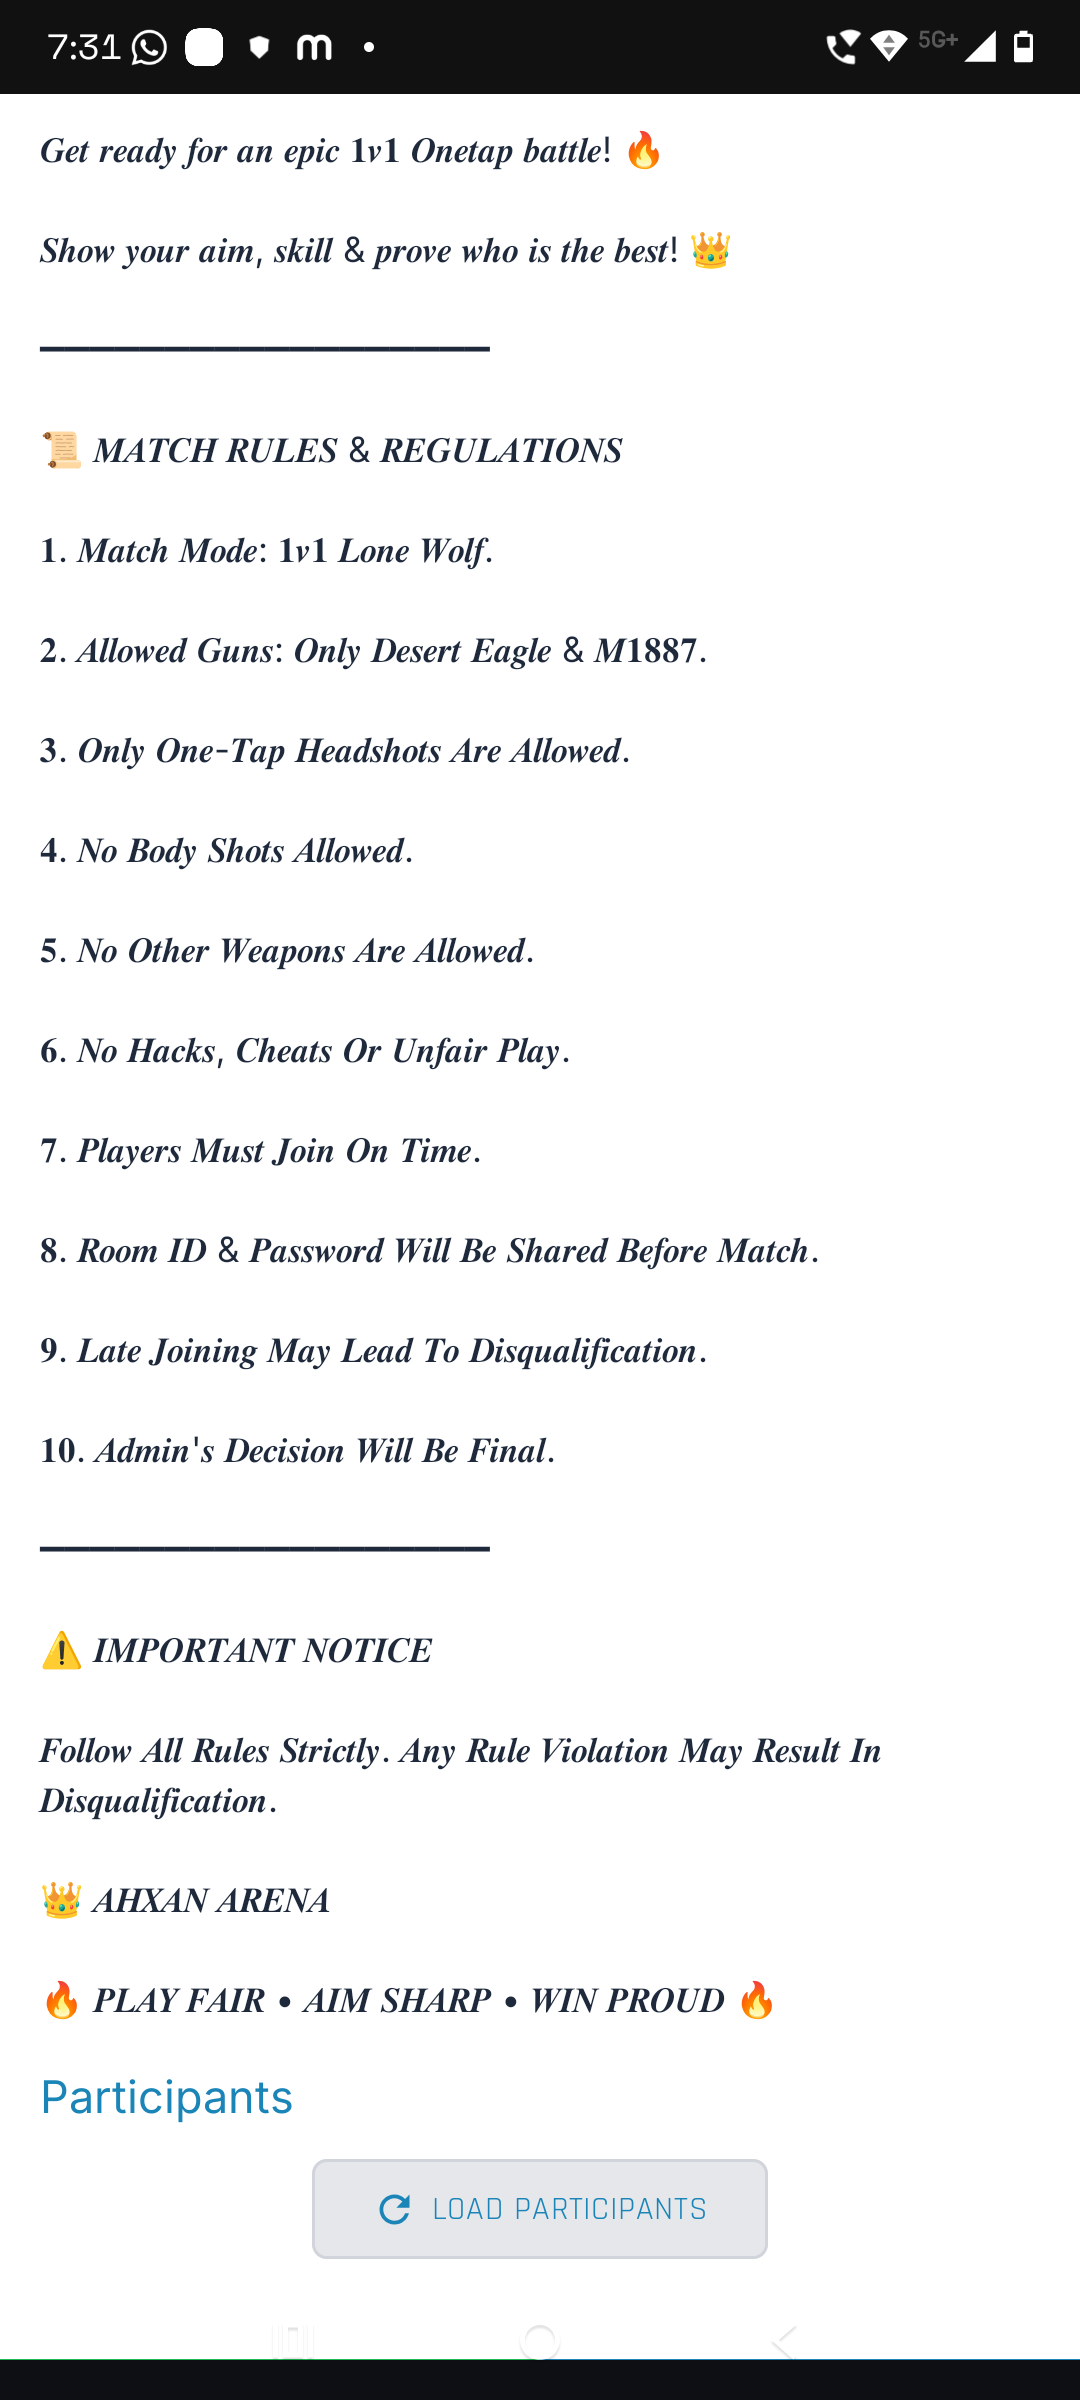 7:31
5G+
Get ready for an epic 1v1 Onetap battle! 🔥
Show your aim, skill & prove who is the best! 👑
━━━━━━━━━━━━━━━━━━
📜 MATCH RULES & REGULATIONS
1. Match Mode: 1v1 Lone Wolf.
2. Allowed Guns: Only Desert Eagle & M1887.
3. Only One-Tap Headshots Are Allowed.
4. No Body Shots Allowed.
5. No Other Weapons Are Allowed.
6. No Hacks, Cheats Or Unfair Play.
7. Players Must Join On Time.
8. Room ID & Password Will Be Shared Before Match.
9. Late Joining May Lead To Disqualification.
10. Admin's Decision Will Be Final.
━━━━━━━━━━━━━━━━━━
⚠️ IMPORTANT NOTICE
Follow All Rules Strictly. Any Rule Violation May Result In
Disqualification.
👑 AHXAN ARENA
🔥 PLAY FAIR • AIM SHARP • WIN PROUD 🔥
Participants
LOAD PARTICIPANTS